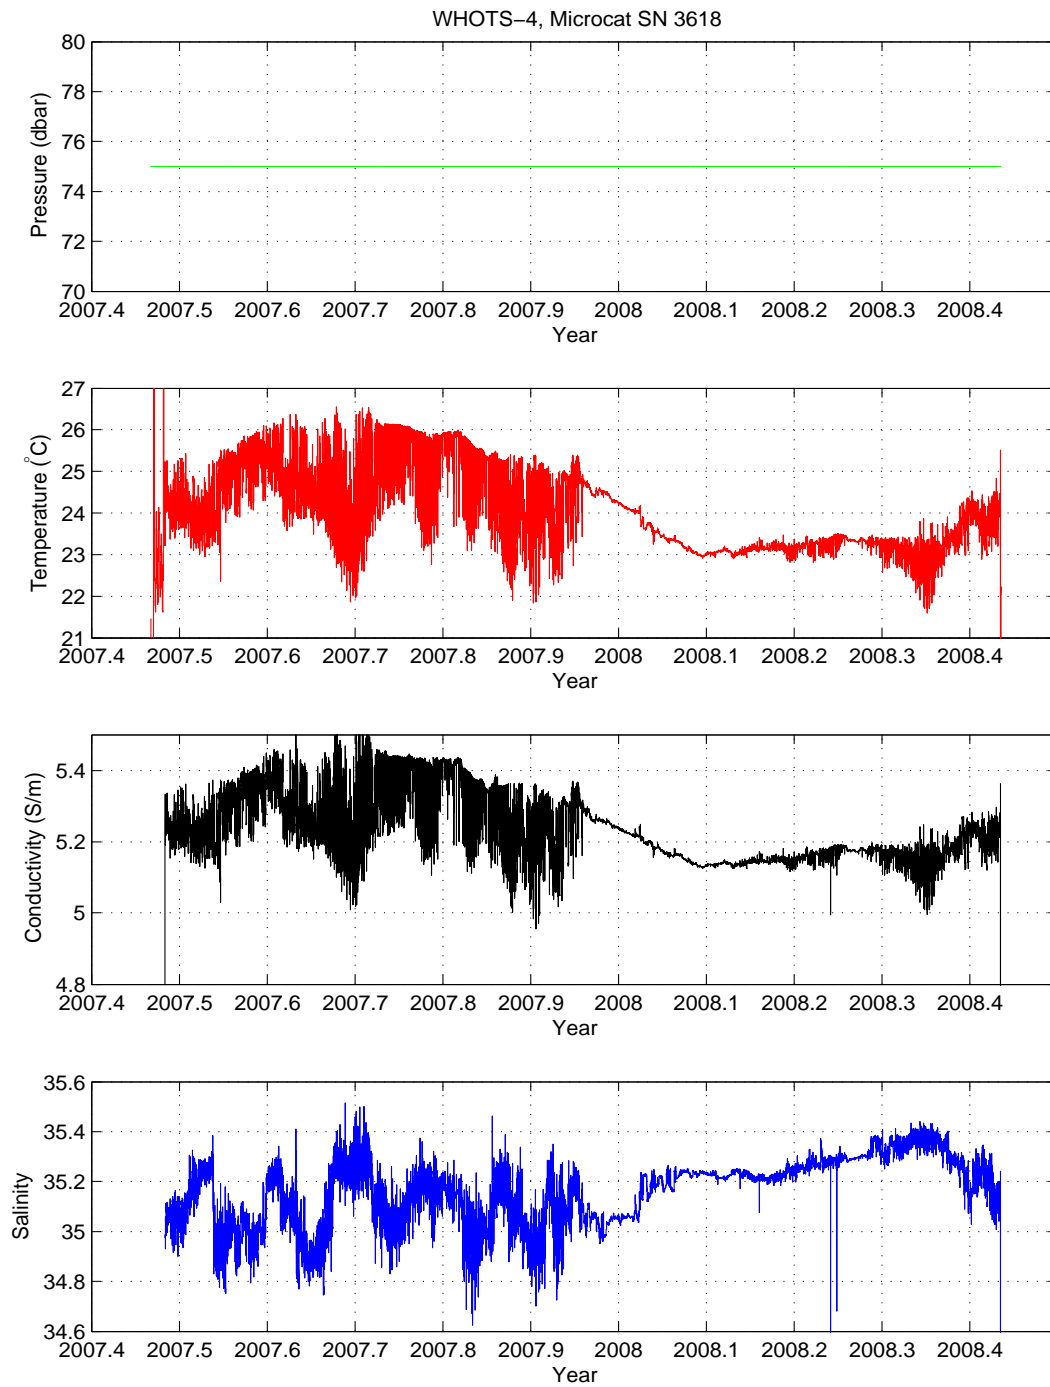 WHOTS−4, Microcat SN 3618
80
78
76
74
72
70
Pressure (dbar)
2007.4 2007.5 2007.6 2007.7 2007.8 2007.9 2008 2008.1 2008.2 2008.3 2008.4
Year
27
26
25
24
23
22
21
Temperature (°C)
2007.4 2007.5 2007.6 2007.7 2007.8 2007.9 2008 2008.1 2008.2 2008.3 2008.4
Year
5.4
5.2
5
4.8
Conductivity (S/m)
2007.4 2007.5 2007.6 2007.7 2007.8 2007.9 2008 2008.1 2008.2 2008.3 2008.4
Year
35.6
35.4
35.2
35
34.8
34.6
Salinity
2007.4 2007.5 2007.6 2007.7 2007.8 2007.9 2008 2008.1 2008.2 2008.3 2008.4
Year